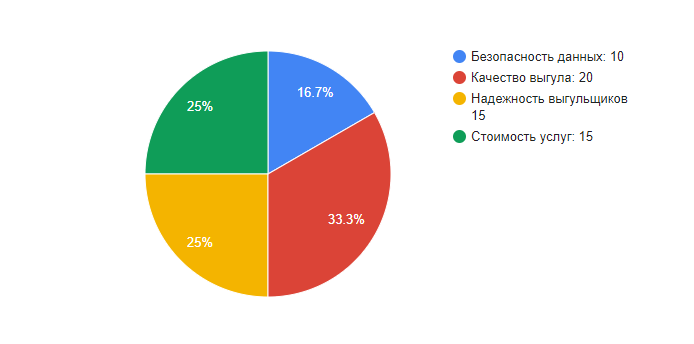 16.7%
33.3%
25%
25%
Безопасность данных: 10
Качество выгула: 20
Надежность выгульщиков
15
Стоимость услуг: 15